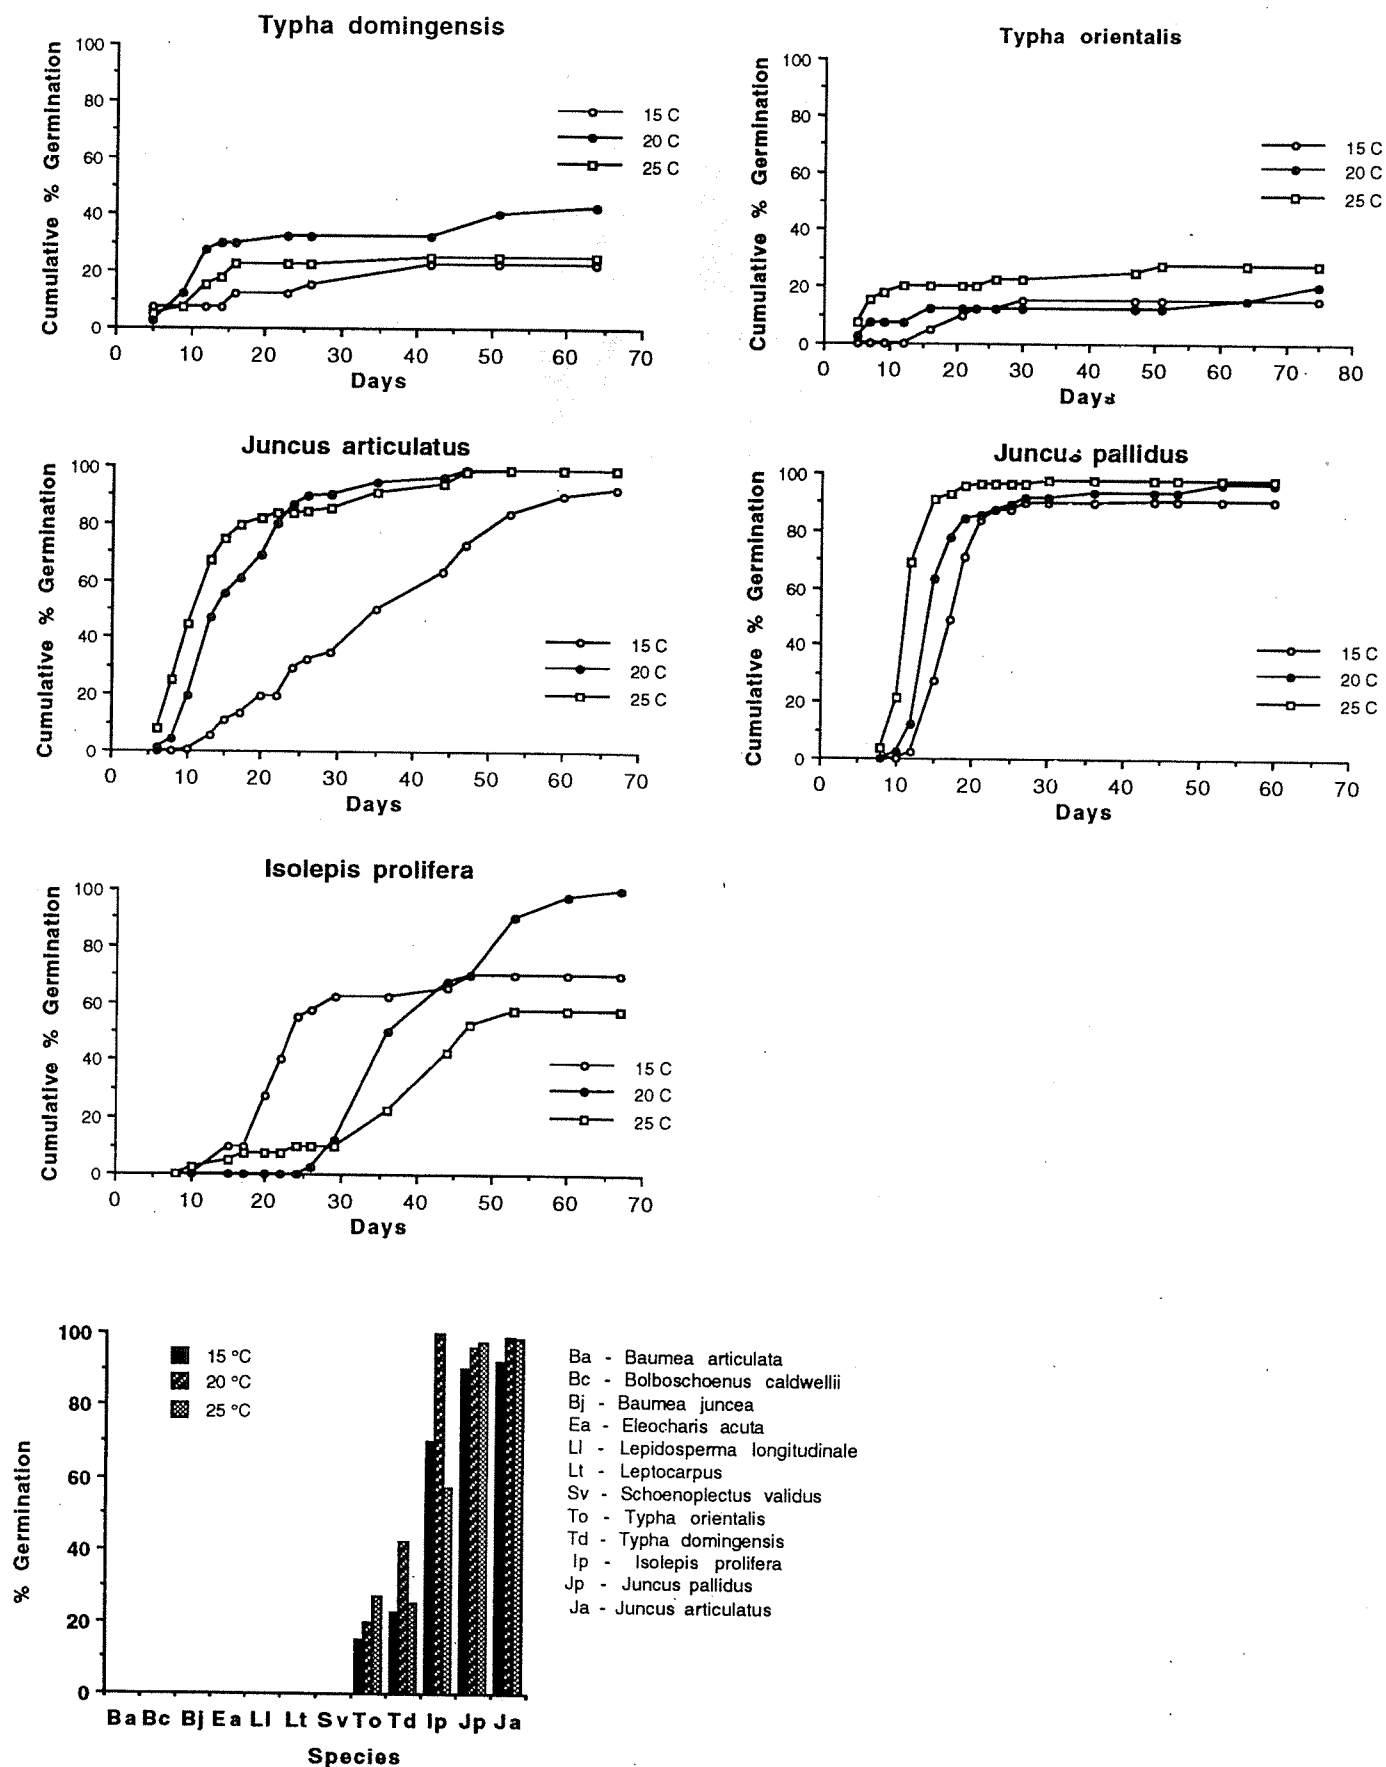 Typha domingensis
100
80
60
40
20
0
Cumulative % Germination
15 C
20 C
25 C
0 10 20 30 40 50 60 70
Days
Typha orientalis
100
80
60
40
20
0
Cumulative % Germination
15 C
20 C
25 C
0 10 20 30 40 50 60 70 80
Days
Juncus articulatus
100
80
60
40
20
0
Cumulative % Germination
15 C
20 C
25 C
0 10 20 30 40 50 60 70
Days
Juncus pallidus
100
80
60
40
20
0
Cumulative % Germination
15 C
20 C
25 C
0 10 20 30 40 50 60 70
Days
Isolepis prolifera
100
80
60
40
20
0
Cumulative % Germination
15 C
20 C
25 C
0 10 20 30 40 50 60 70
Days
100
80
60
40
20
0
% Germination
15 °C
20 °C
25 °C
Ba Bc Bj Ea Ll Lt Sv To Td Ip Jp Ja
Species
Ba - Baumea articulata
Bc - Bolboschoenus caldwellii
Bj - Baumea juncea
Ea - Eleocharis acuta
Ll - Lepidosperma longitudinale
Lt - Leptocarpus
Sv - Schoenoplectus validus
To - Typha orientalis
Td - Typha domingensis
Ip - Isolepis prolifera
Jp - Juncus pallidus
Ja - Juncus articulatus